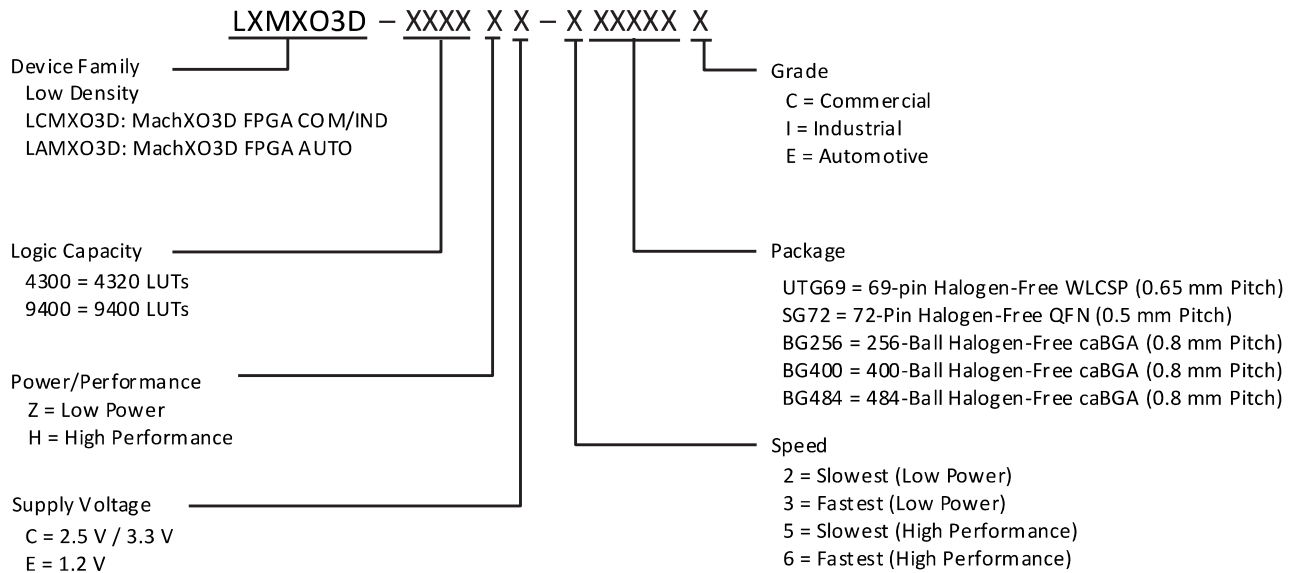 LXMXO3D – XXXX X X – X XXXXX X
Device Family
Low Density
LCMXO3D: MachXO3D FPGA COM/IND
LAMXO3D: MachXO3D FPGA AUTO
Logic Capacity
4300 = 4320 LUTs
9400 = 9400 LUTs
Power/Performance
Z = Low Power
H = High Performance
Supply Voltage
C = 2.5 V / 3.3 V
E = 1.2 V
Grade
C = Commercial
I = Industrial
E = Automotive
Package
UTG69 = 69-pin Halogen-Free WLCSP (0.65 mm Pitch)
SG72 = 72-Pin Halogen-Free QFN (0.5 mm Pitch)
BG256 = 256-Ball Halogen-Free caBGA (0.8 mm Pitch)
BG400 = 400-Ball Halogen-Free caBGA (0.8 mm Pitch)
BG484 = 484-Ball Halogen-Free caBGA (0.8 mm Pitch)
Speed
2 = Slowest (Low Power)
3 = Fastest (Low Power)
5 = Slowest (High Performance)
6 = Fastest (High Performance)